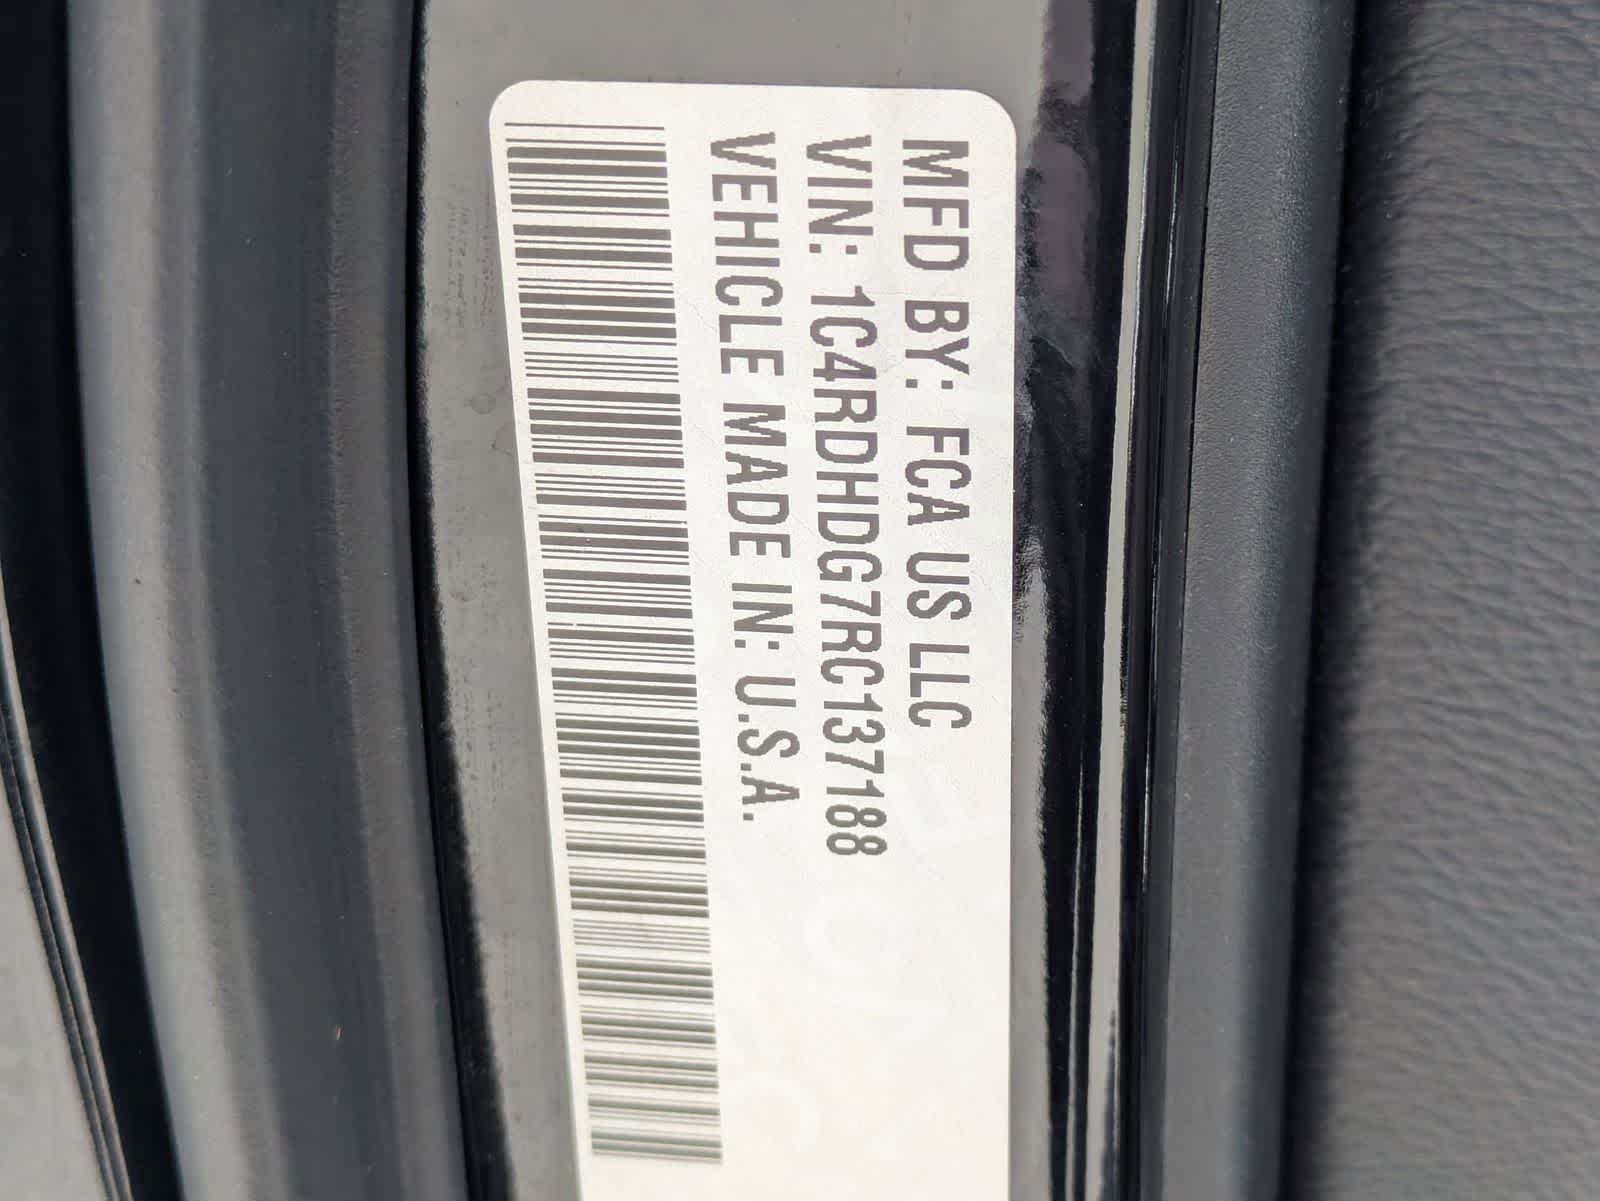 MFD BY: FCA US LLC
VIN: 1C4RDHDG7RC137188
VEHICLE MADE IN: U.S.A.